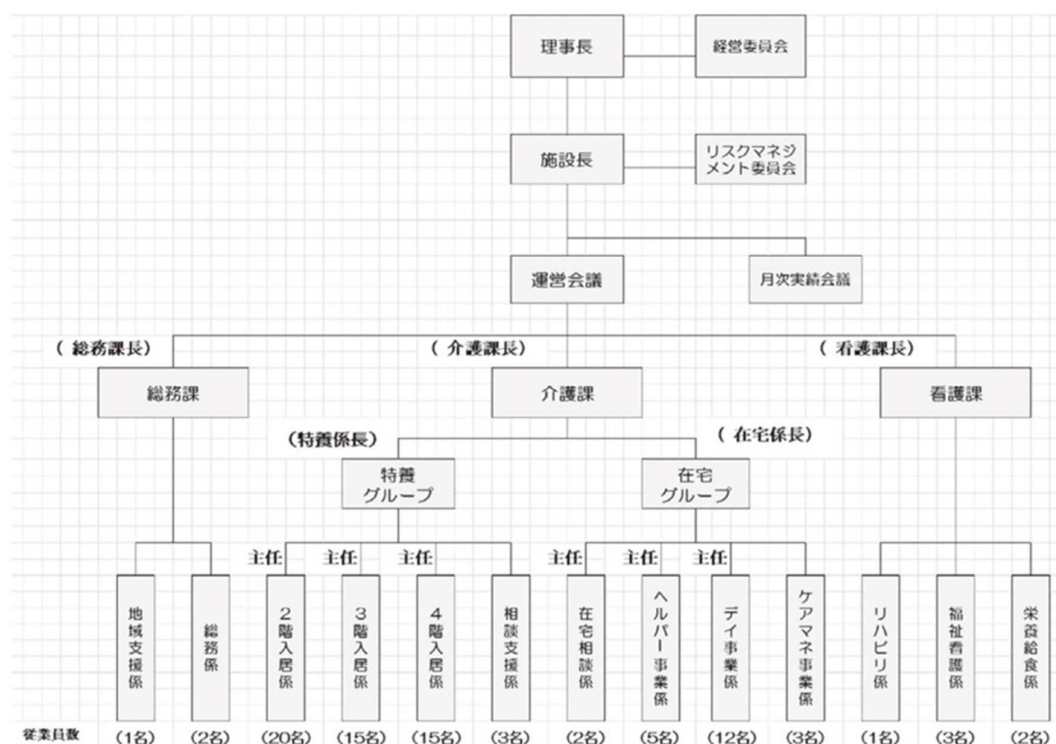 理事長
経営委員会
施設長
リスクマネジ
メント委員会
運営会議
月次実績会議
( 総務課長)
( 介護課長)
( 看護課長)
総務課
介護課
看護課
(特養係長)
( 在宅係長)
特養
グループ
在宅
グループ
主任
主任
主任
主任
主任
主任
地域支援係
総務係
2階入居係
3階入居係
4階入居係
相談支援係
在宅相談係
ヘルパー事業係
デイ事業係
ケアマネ事業係
リハビリ係
福祉看護係
栄養給食係
従業員数 (1名) (2名) (20名) (15名) (15名) (3名) (2名) (5名) (12名) (3名) (1名) (3名) (2名)